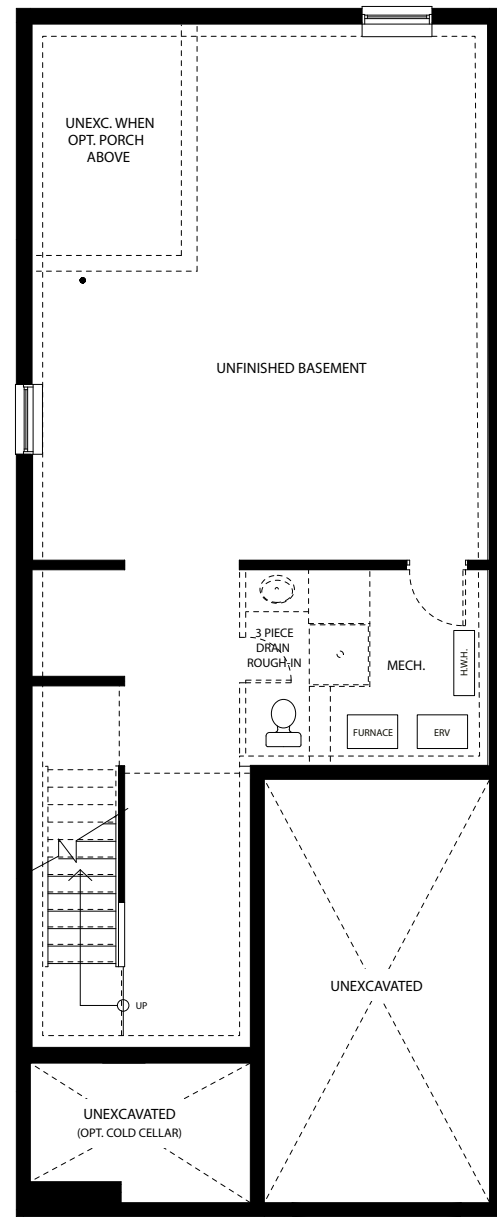 UNEXC. WHEN
OPT. PORCH
ABOVE
UNFINISHED BASEMENT
3 PIECE
DRAIN
ROUGH-IN
MECH.
H.W.H.
FURNACE
ERV
UP
UNEXCAVATED
UNEXCAVATED
(OPT. COLD CELLAR)